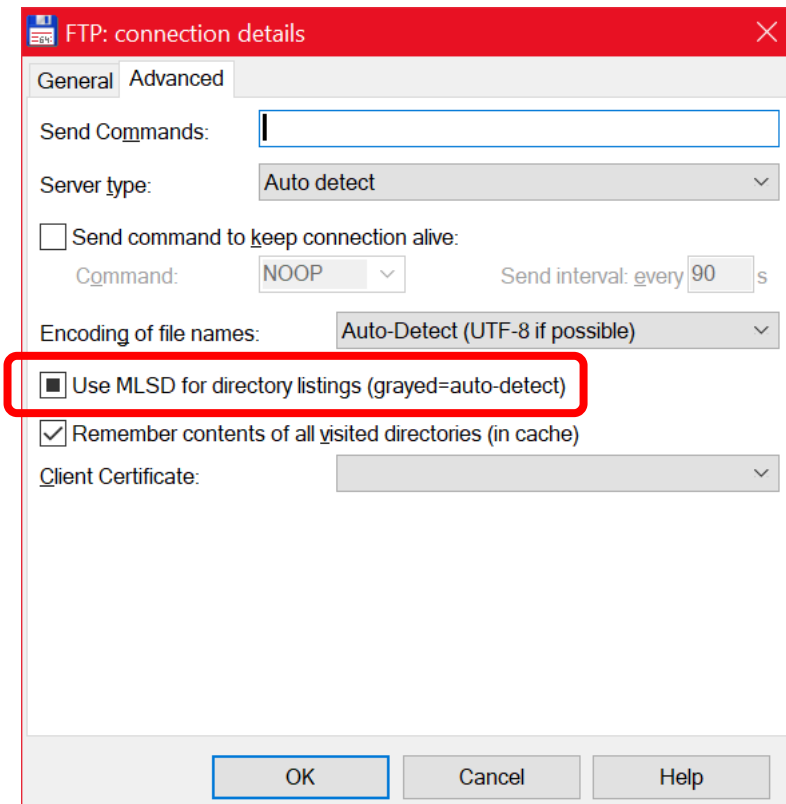 FTP: connection details
General Advanced
Send Commands:
Server type: Auto detect
Send command to keep connection alive:
Command: NOOP Send interval: every 90 s
Encoding of file names: Auto-Detect (UTF-8 if possible)
Use MLSD for directory listings (grayed=auto-detect)
Remember contents of all visited directories (in cache)
Client Certificate:
OK Cancel Help